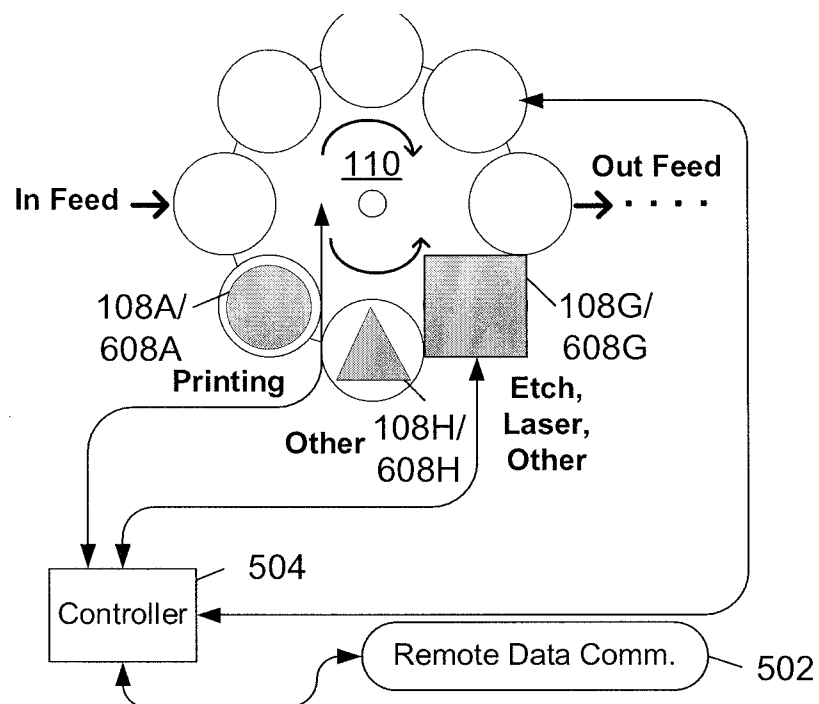 110
In Feed
Out Feed
. . . .
108A/
608A
108G/
608G
Printing
Other
108H/
608H
Etch,
Laser,
Other
504
Controller
Remote Data Comm.
502